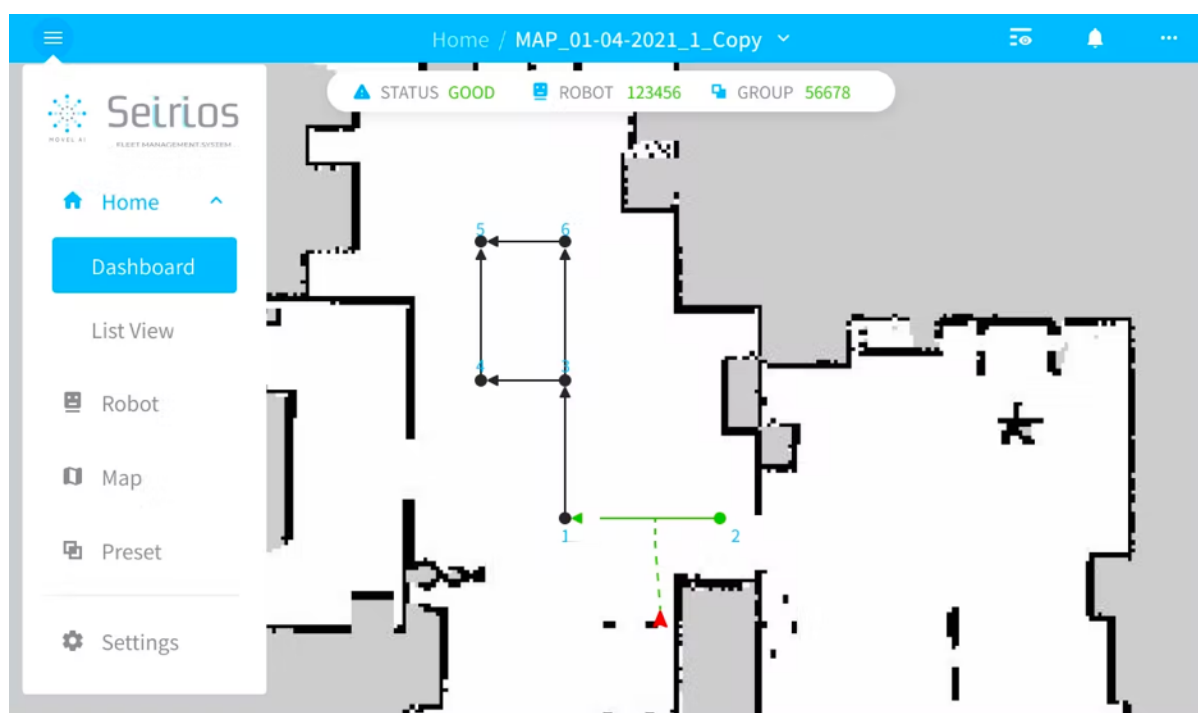 Home / MAP_01-04-2021_1_Copy
STATUS GOOD ROBOT 123456 GROUP 56678
Seirios
MOVEL AI
FLEET MANAGEMENT SYSTEM
Home
Dashboard
List View
Robot
Map
Preset
Settings
5 6
4 3
1 2